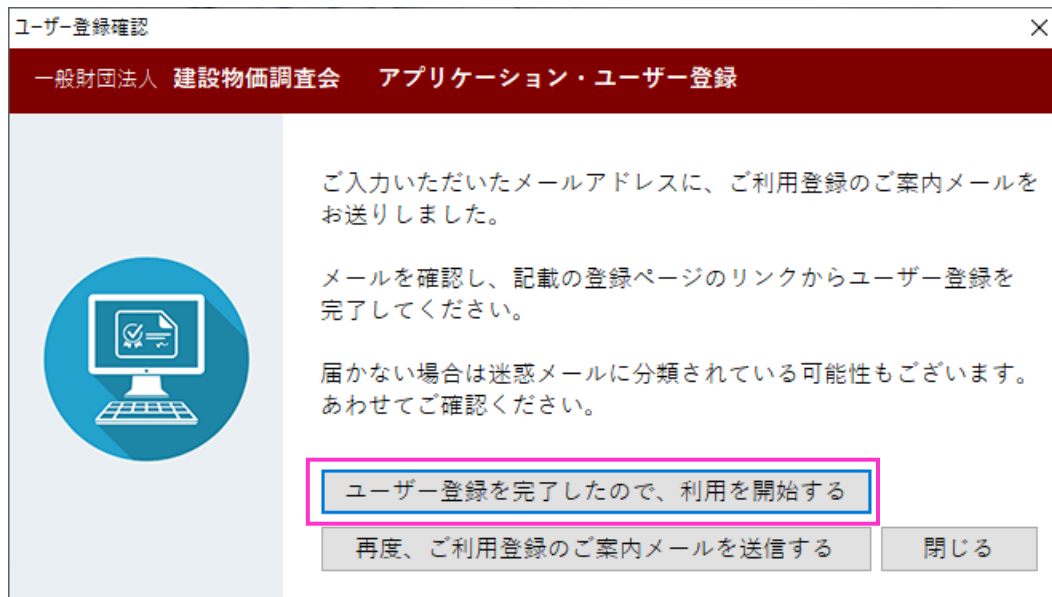 ユーザー登録確認
一般財団法人 建設物価調査会 アプリケーション・ユーザー登録
ご入力いただいたメールアドレスに、ご利用登録のご案内メールを
お送りしました。
メールを確認し、記載の登録ページのリンクからユーザー登録を
完了してください。
届かない場合は迷惑メールに分類されている可能性もございます。
あわせてご確認ください。
ユーザー登録を完了したので、利用を開始する
再度、ご利用登録のご案内メールを送信する 閉じる